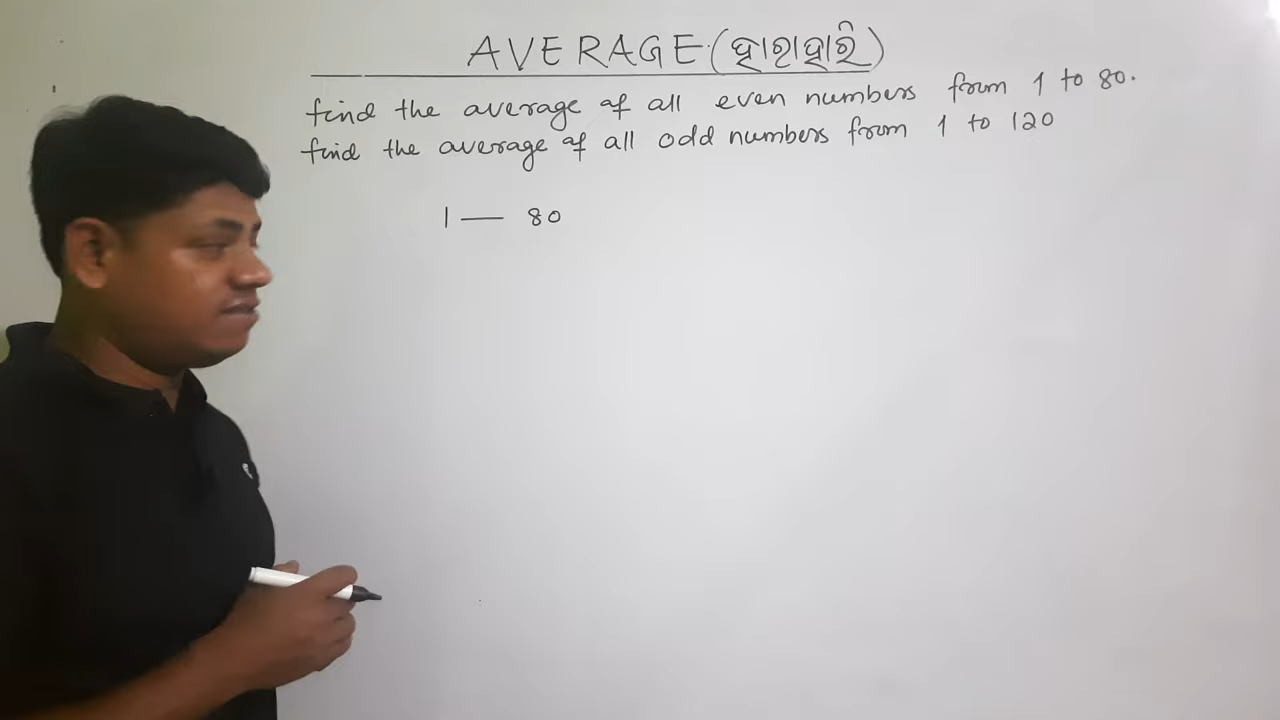 AVERAGE (ହାରାହାରି)
find the average of all even numbers from 1 to 80.
find the average of all odd numbers from 1 to 120
1 — 80